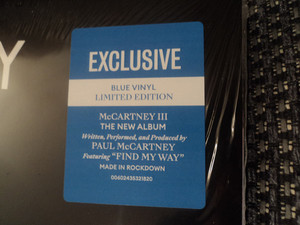 Y
EXCLUSIVE
BLUE VINYL
LIMITED EDITION
McCARTNEY III
THE NEW ALBUM
Written, Performed, and Produced by
PAUL McCARTNEY
Featuring "FIND MY WAY"
MADE IN ROCKDOWN